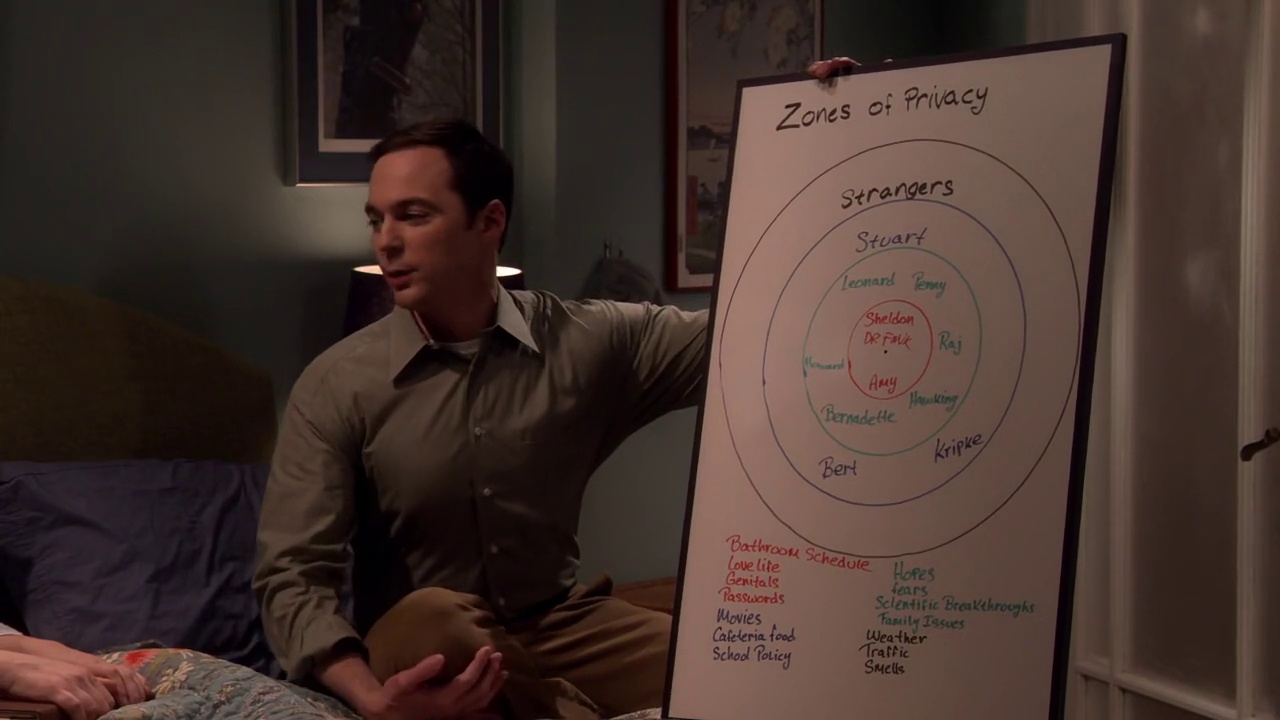 Zones of Privacy
Strangers
Stuart
Leonard Penny
Sheldon
DR. Fink
Raj
Howard
Amy
Hawking
Bernadette
Kripke
Bert
Bathroom Schedule
Love life
Genitals
Passwords
Movies
Cafeteria food
School Policy
Hopes
fears
Scientific Breakthroughs
Family Issues
Weather
Traffic
Smells